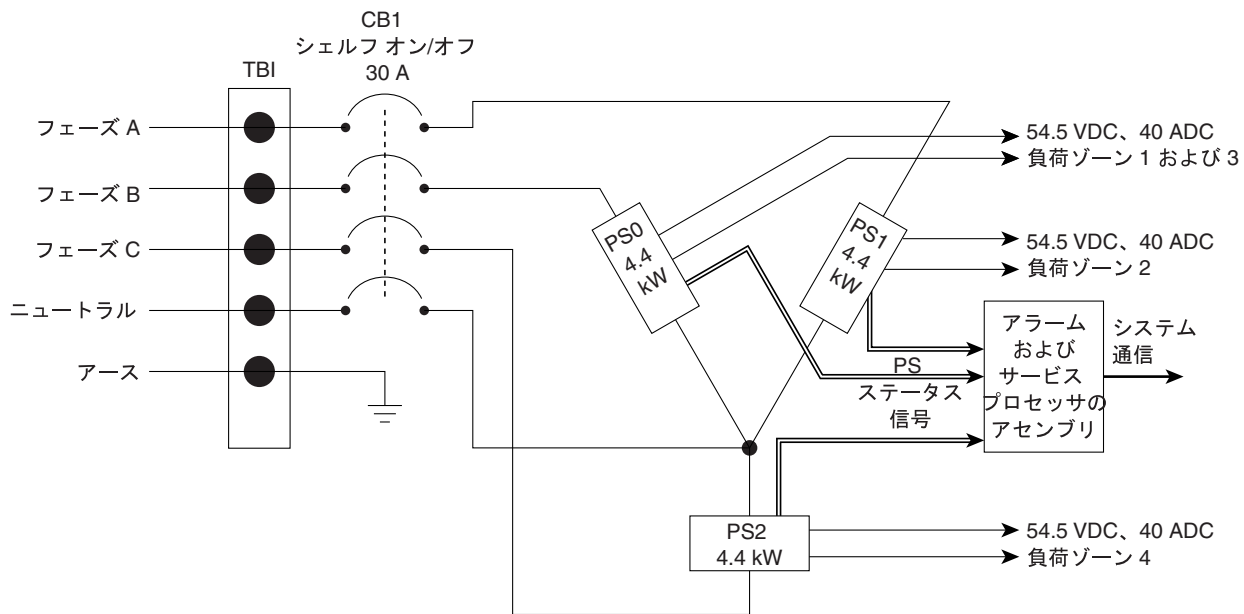 CB1
シェルフ オン/オフ
30 A
TBI
フェーズ A
フェーズ B
フェーズ C
ニュートラル
アース
PS0
4.4
kW
PS1
4.4
kW
54.5 VDC、40 ADC
負荷ゾーン 1 および 3
54.5 VDC、40 ADC
負荷ゾーン 2
PS
ステータス
信号
アラーム
および
サービス
プロセッサの
アセンブリ
システム
通信
PS2
4.4 kW
54.5 VDC、40 ADC
負荷ゾーン 4